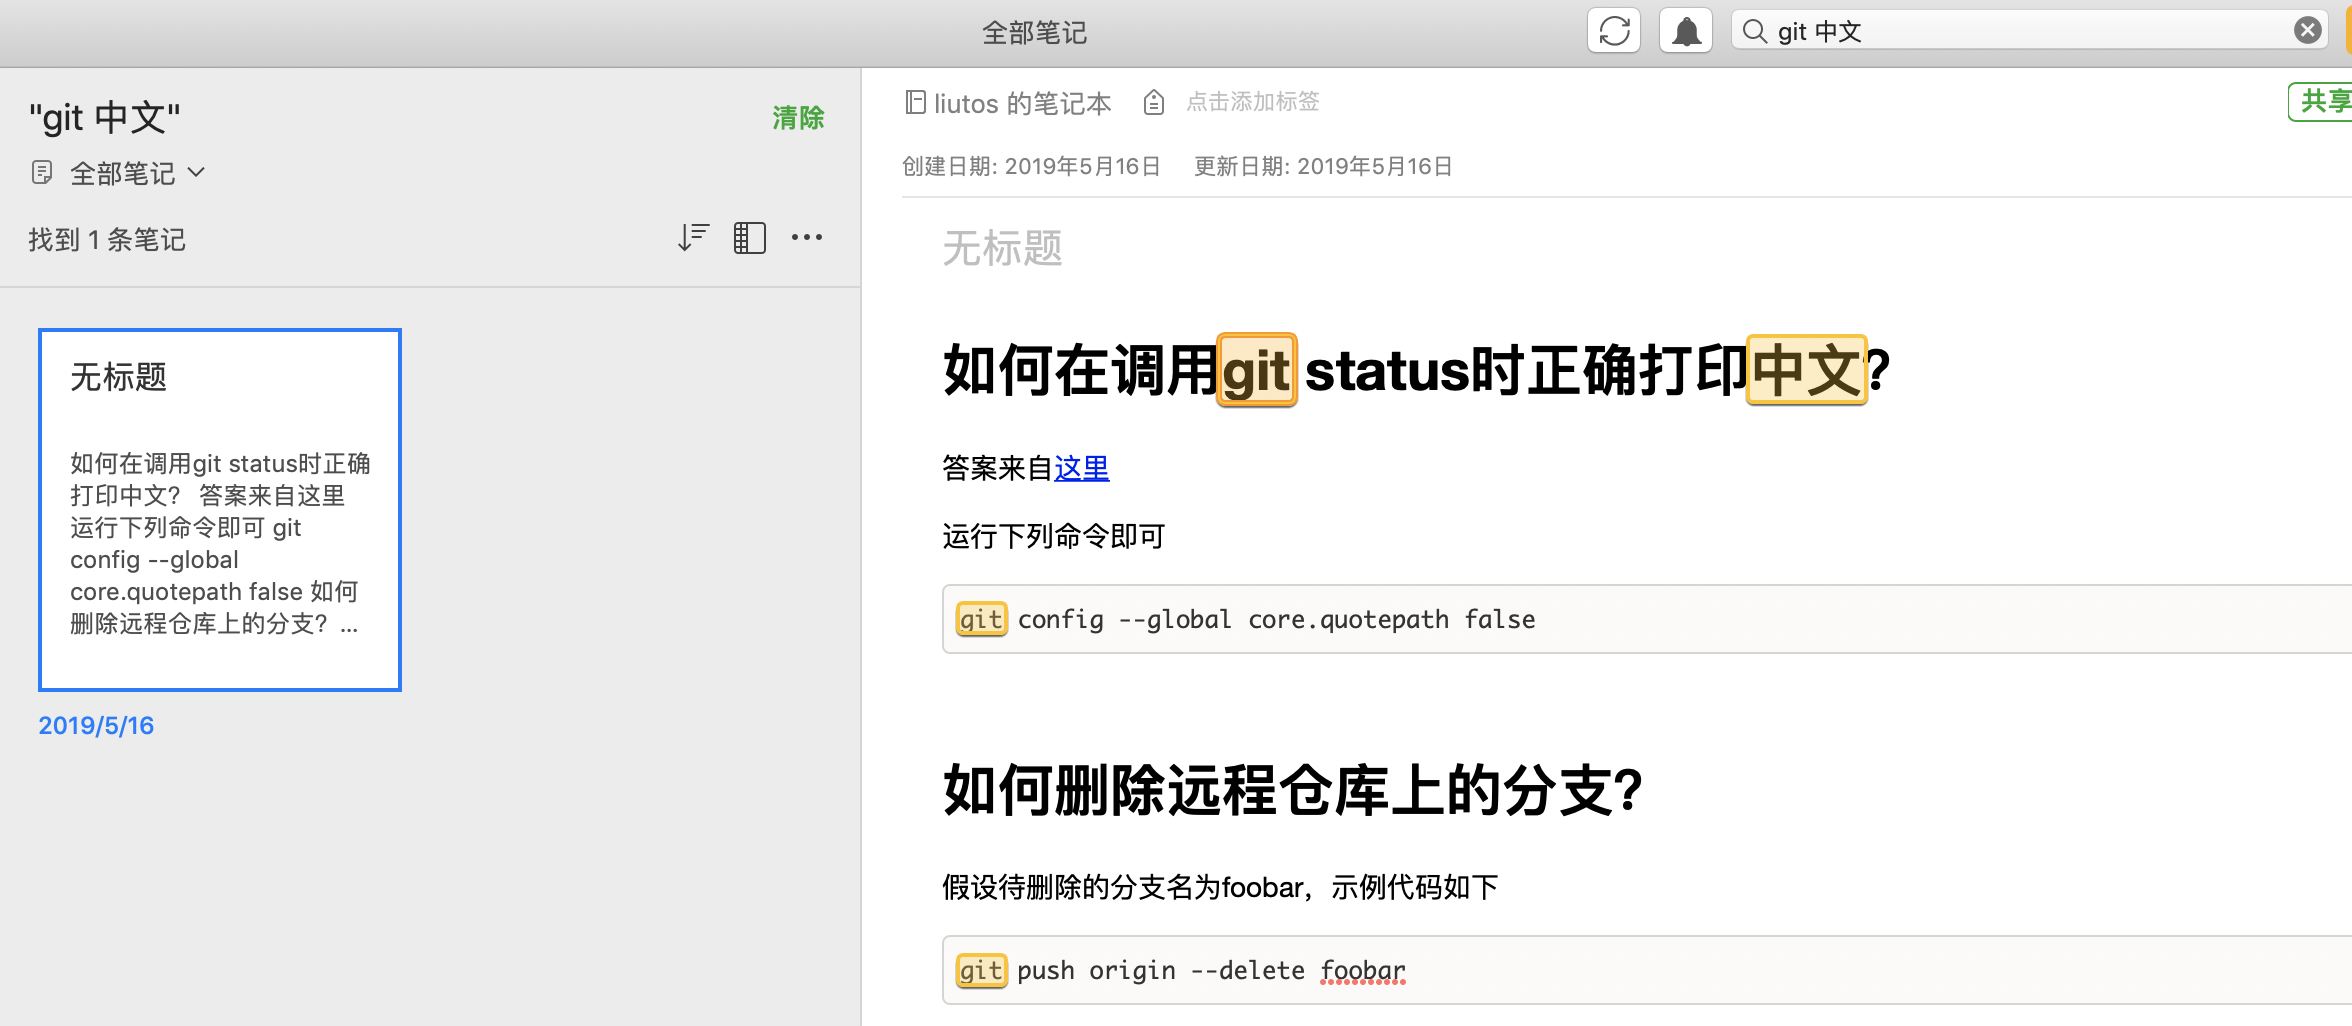 全部笔记
git 中文
"git 中文"
清除
全部笔记
找到 1 条笔记
无标题
如何在调用git status时正确
打印中文？ 答案来自这里
运行下列命令即可 git
config --global
core.quotepath false 如何
删除远程仓库上的分支？...
2019/5/16
liutos 的笔记本
点击添加标签
共享
创建日期: 2019年5月16日
更新日期: 2019年5月16日
无标题
如何在调用git status时正确打印中文？
答案来自这里
运行下列命令即可
git config --global core.quotepath false
如何删除远程仓库上的分支？
假设待删除的分支名为foobar，示例代码如下
git push origin --delete foobar